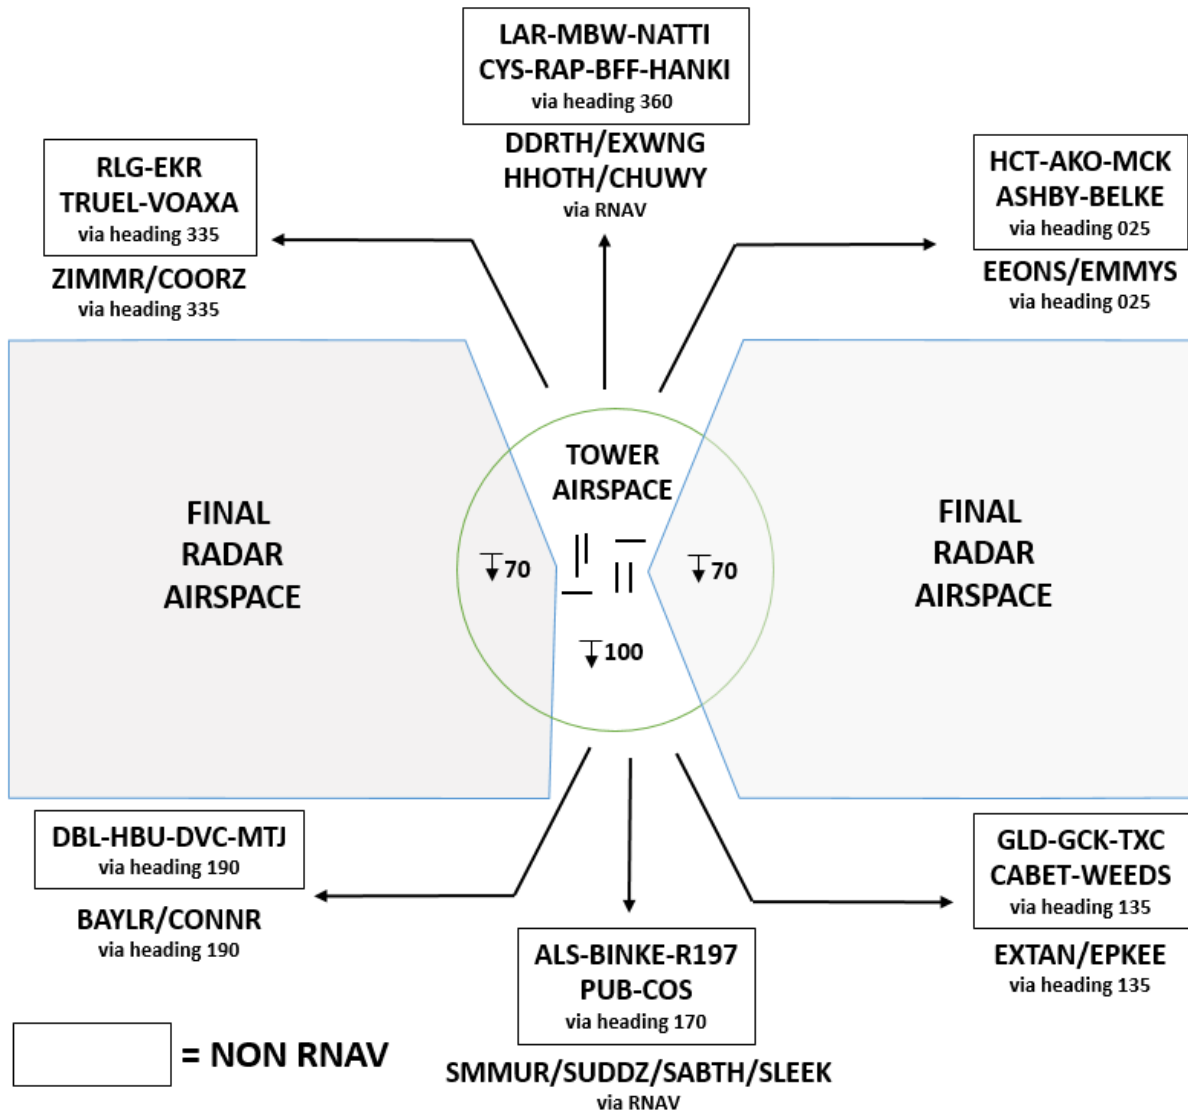 LAR-MBW-NATTI
CYS-RAP-BFF-HANKI
via heading 360
DDRTH/EXWNG
HHOTH/CHUWY
via RNAV
RLG-EKR
TRUEL-VOAXA
via heading 335
ZIMMR/COORZ
via heading 335
HCT-AKO-MCK
ASHBY-BELKE
via heading 025
EEONS/EMMYS
via heading 025
TOWER
AIRSPACE
FINAL
RADAR
AIRSPACE
70
70
100
FINAL
RADAR
AIRSPACE
DBL-HBU-DVC-MTJ
via heading 190
BAYLR/CONNR
via heading 190
ALS-BINKE-R197
PUB-COS
via heading 170
SMMUR/SUDDZ/SABTH/SLEEK
via RNAV
GLD-GCK-TXC
CABET-WEEDS
via heading 135
EXTAN/EPKEE
via heading 135
= NON RNAV